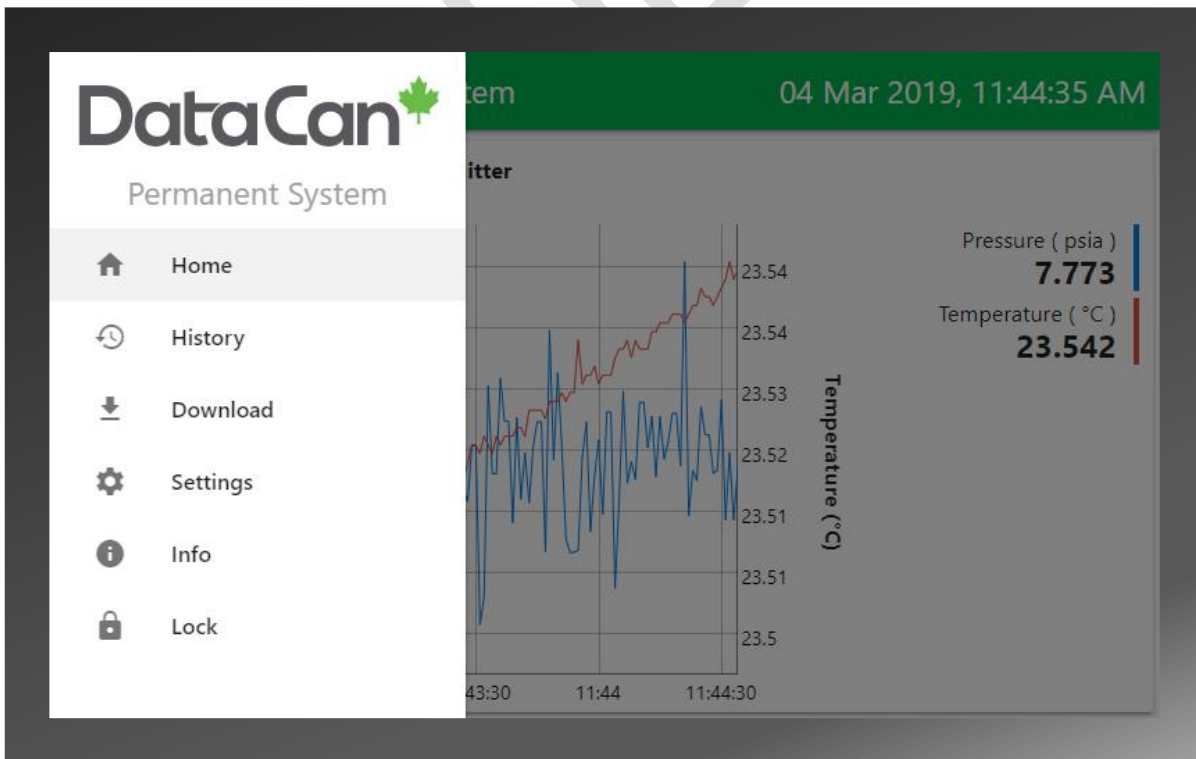 DataCan
Permanent System
Home
History
Download
Settings
Info
Lock
tem
04 Mar 2019, 11:44:35 AM
itter
Pressure ( psia )
7.773
Temperature ( °C )
23.542
23.54
23.54
23.53
23.52
23.51
23.51
23.5
Temperature (°C)
43:30
11:44
11:44:30